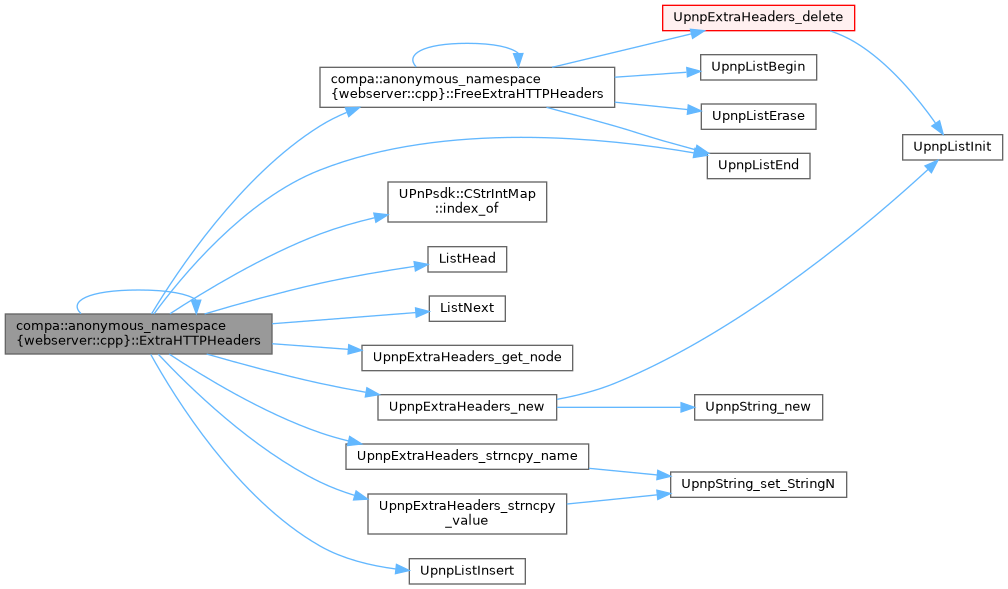 UpnpExtraHeaders_delete
compa::anonymous_namespace
{webserver::cpp}::FreeExtraHTTPHeaders
UpnpListBegin
UpnpListErase
UpnpListInit
UpnpListEnd
UPnPsdk::CStrIntMap
::index_of
ListHead
ListNext
compa::anonymous_namespace
{webserver::cpp}::ExtraHTTPHeaders
UpnpExtraHeaders_get_node
UpnpExtraHeaders_new
UpnpString_new
UpnpExtraHeaders_strncpy_name
UpnpString_set_StringN
UpnpExtraHeaders_strncpy
_value
UpnpListInsert